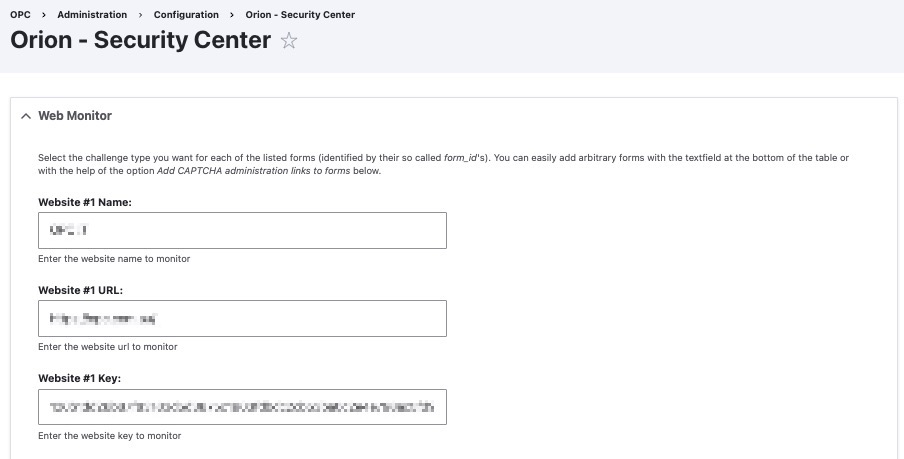 OPC > Administration > Configuration > Orion - Security Center
Orion - Security Center
Web Monitor
Select the challenge type you want for each of the listed forms (identified by their so called form_id's). You can easily add arbitrary forms with the textfield at the bottom of the table or
with the help of the option Add CAPTCHA administration links to forms below.
Website #1 Name:
Enter the website name to monitor
Website #1 URL:
Enter the website url to monitor
Website #1 Key:
Enter the website key to monitor